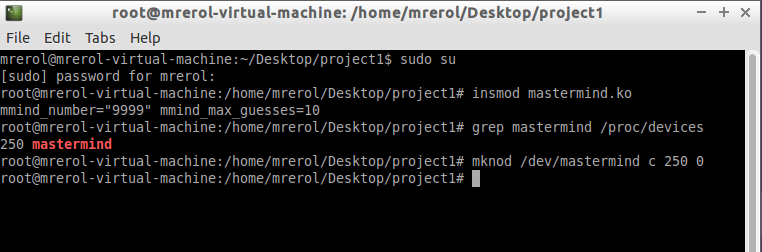 root@mrerol-virtual-machine: /home/mrerol/Desktop/project1
File Edit Tabs Help
mrerol@mrerol-virtual-machine:~/Desktop/project1$ sudo su
[sudo] password for mrerol:
root@mrerol-virtual-machine:/home/mrerol/Desktop/project1# insmod mastermind.ko
mmind_number="9999" mmind_max_guesses=10
root@mrerol-virtual-machine:/home/mrerol/Desktop/project1# grep mastermind /proc/devices
250 mastermind
root@mrerol-virtual-machine:/home/mrerol/Desktop/project1# mknod /dev/mastermind c 250 0
root@mrerol-virtual-machine:/home/mrerol/Desktop/project1#